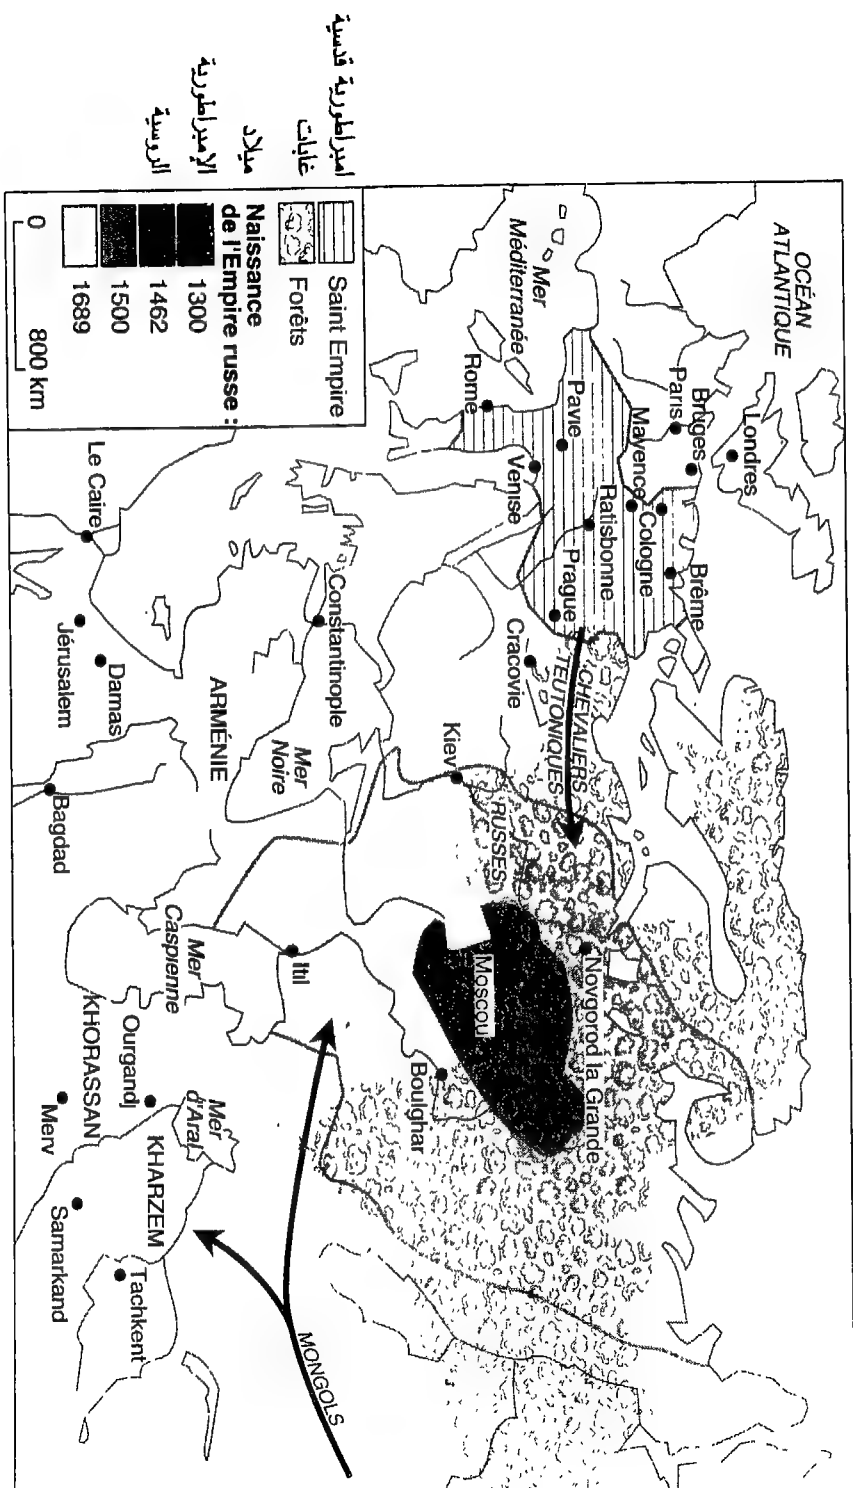 OCÉAN
ATLANTIQUE
Londres
Bruges
Paris
Brême
Cologne
Mayence
Ratisbonne
Prague
Pavie
Venise
Rome
Mer
Méditerranée
Cracovie
CHEVALIERS
TEUTONIQUES
Novgorod la Grande
Moscou
RUSSES
Kiev
Boulghar
Constantinople
Mer
Noire
ARMÉNIE
Itil
Mer
Caspienne
Mer
d'Aral
Ourgandj
KHORASSAN
KHARZEM
Merv
Samarkand
Tachkent
MONGOLS
Le Caire
Jérusalem
Damas
Bagdad
Saint Empire
Forêts
Naissance
de l'Empire russe :
1300
1462
1500
1689
0 800 km
امبراطورية قدسية
غابات
ميلاد
الإمبراطورية
الروسية